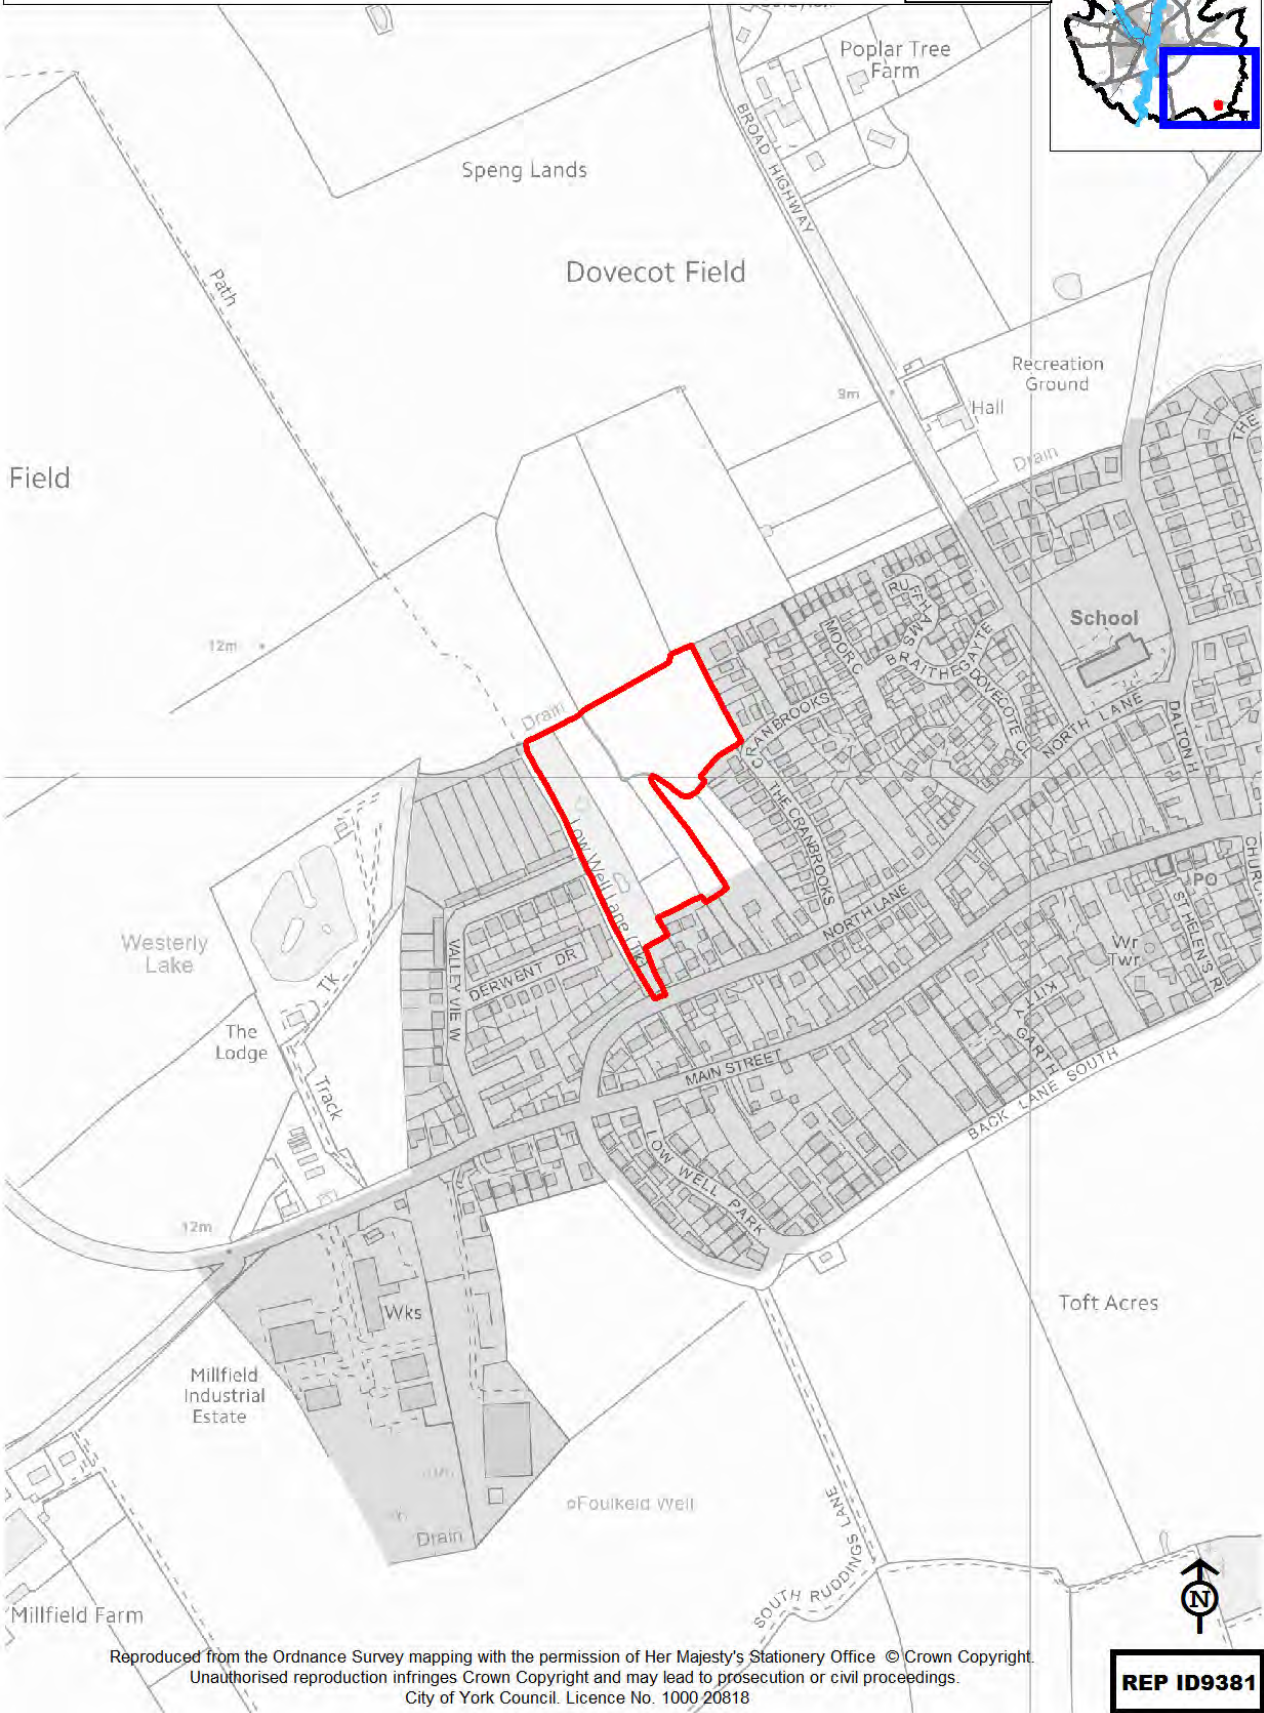 Poplar Tree
Farm
BROAD HIGHWAY
Speng Lands
Path
Dovecot Field
Recreation
Ground
9m
Hall
THE
Drain
Field
RUFFHAMS
School
MOOR C
BRAITHEGAYTE
12m
DOVECOTE CL
NORTH LANE
DALTON H
CRANBROOKS
Drain
THE CRANBROOKS
Low Well Lane (Tk)
CHURC
PO
NORTH LANE
ST HELEN'S RI
Westerly
Lake
Wr
Twr
VALLEY VIEW
DERWENT DR
Tk
KITTY GARTH
The
Lodge
MAIN STREET
Track
BACK LANE SOUTH
LOW WELL PARK
12m
Toft Acres
Wks
Millfield
Industrial
Estate
Foulkeld Well
Drain
SOUTH RUDDINGS LANE
N
Millfield Farm
Reproduced from the Ordnance Survey mapping with the permission of Her Majesty's Stationery Office © Crown Copyright.
Unauthorised reproduction infringes Crown Copyright and may lead to prosecution or civil proceedings.
City of York Council. Licence No. 1000 20818
REP ID9381